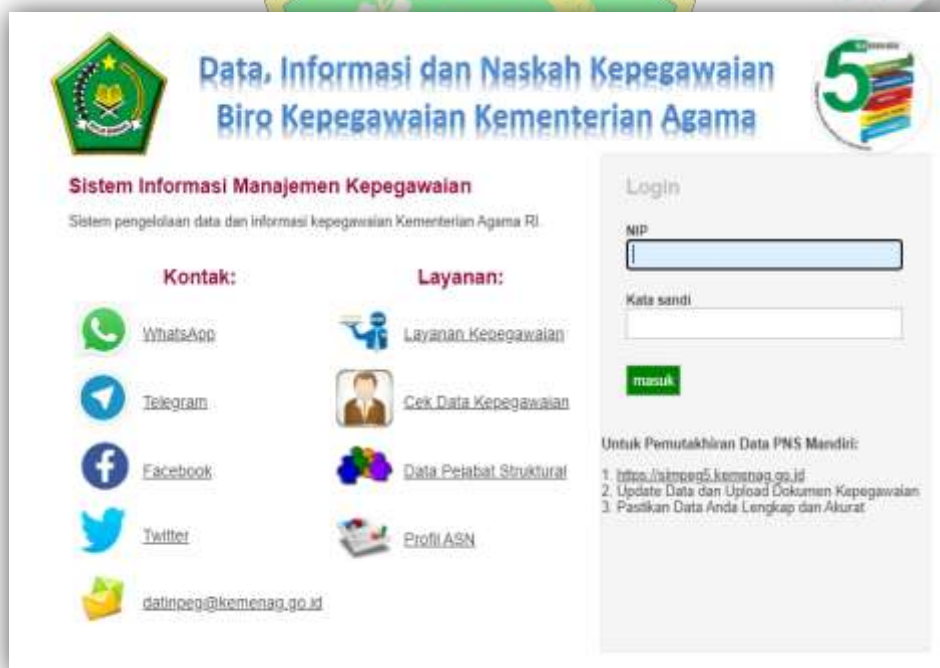 Data, Informasi dan Naskah Kepegawaian
Biro Kepegawaian Kementerian Agama
Sistem Informasi Manajemen Kepegawaian
Sistem pengelolaan data dan informasi kepegawaian Kementerian Agama RI.
Kontak:
WhatsApp
Telegram
Facebook
Twitter
datinpeg@kemenag.go.id
Layanan:
Layanan Kepegawaian
Cek Data Kepegawaian
Data Pejabat Struktural
Profil ASN
Login
NIP
Kata sandi
masuk
Untuk Pemutakhiran Data PNS Mandiri:
1. https://simpeg5.kemenag.go.id
2. Update Data dan Upload Dokumen Kepegawaian
3. Pastikan Data Anda Lengkap dan Akurat
5